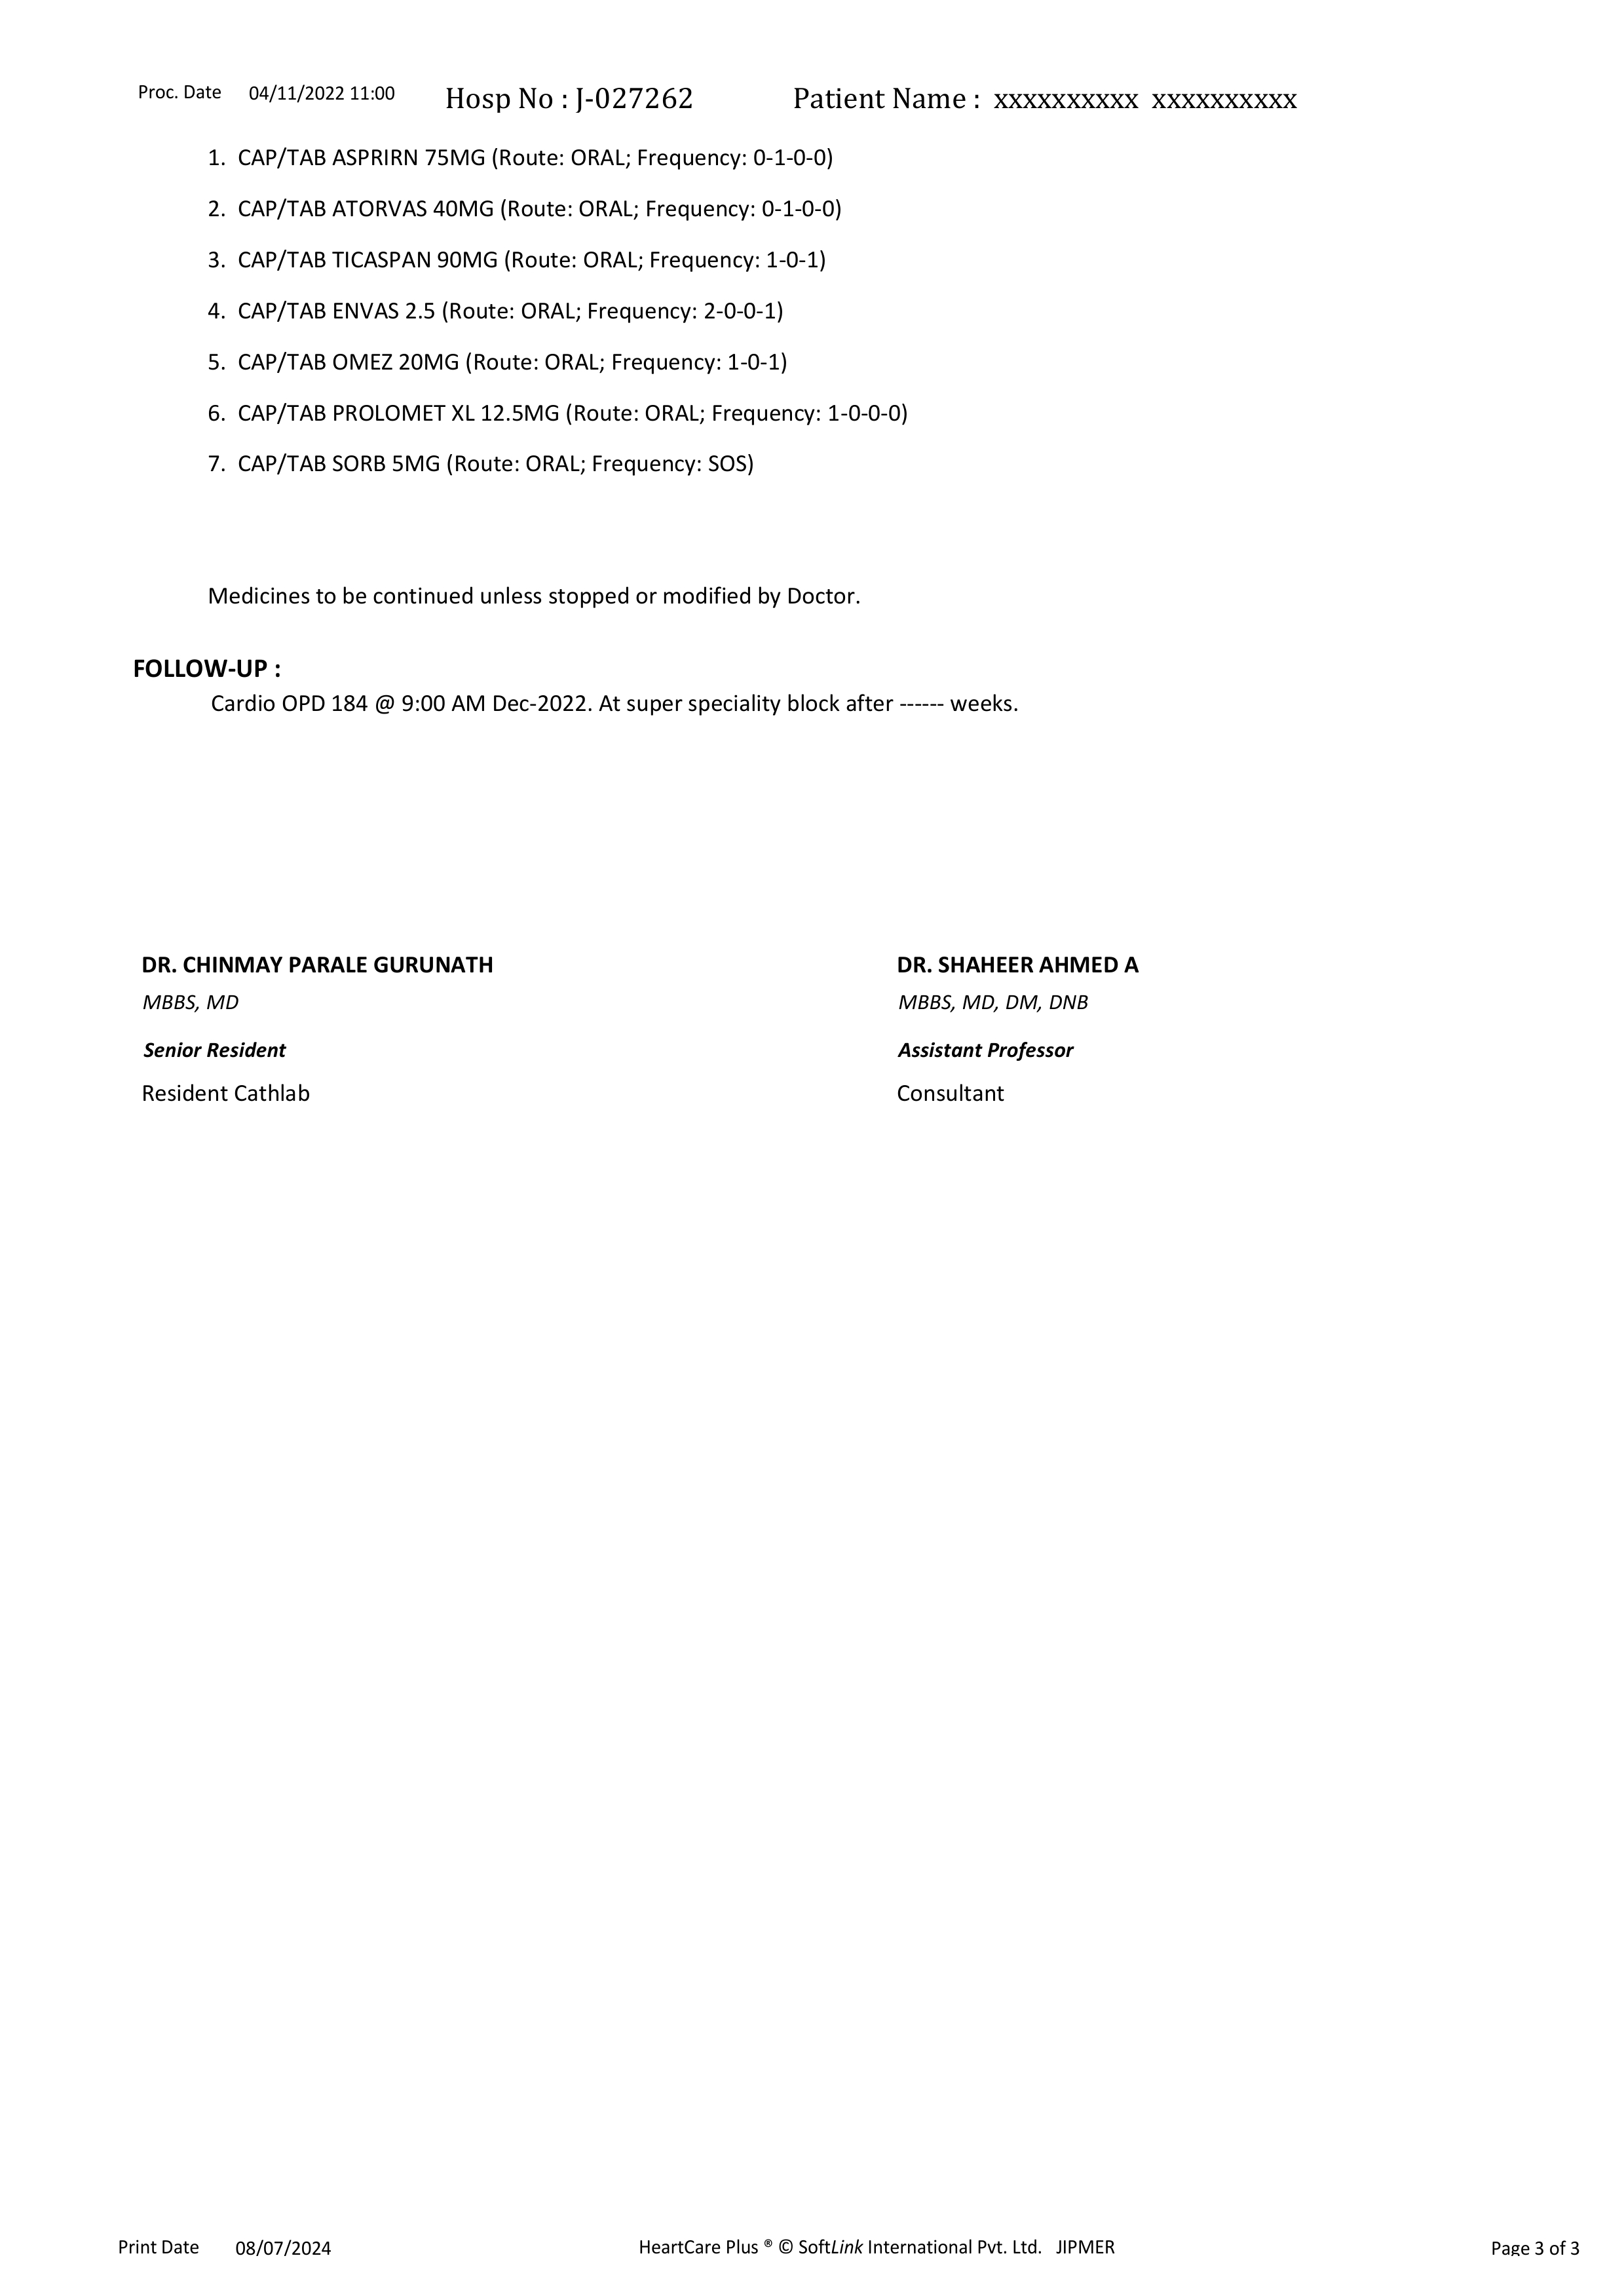 Proc. Date 04/11/2022 11:00 Hosp No : J-027262 Patient Name : xxxxxxxxxx xxxxxxxxxx
1. CAP/TAB ASPRIRN 75MG (Route: ORAL; Frequency: 0-1-0-0)
2. CAP/TAB ATORVAS 40MG (Route: ORAL; Frequency: 0-1-0-0)
3. CAP/TAB TICASPAN 90MG (Route: ORAL; Frequency: 1-0-1)
4. CAP/TAB ENVAS 2.5 (Route: ORAL; Frequency: 2-0-0-1)
5. CAP/TAB OMEZ 20MG (Route: ORAL; Frequency: 1-0-1)
6. CAP/TAB PROLOMET XL 12.5MG (Route: ORAL; Frequency: 1-0-0-0)
7. CAP/TAB SORB 5MG (Route: ORAL; Frequency: SOS)
Medicines to be continued unless stopped or modified by Doctor.
FOLLOW-UP :
Cardio OPD 184 @ 9:00 AM Dec-2022. At super speciality block after ------ weeks.
DR. CHINMAY PARALE GURUNATH DR. SHAHEER AHMED A
MBBS, MD MBBS, MD, DM, DNB
Senior Resident Assistant Professor
Resident Cathlab Consultant
Print Date 08/07/2024 HeartCare Plus ® © SoftLink International Pvt. Ltd. JIPMER Page 3 of 3